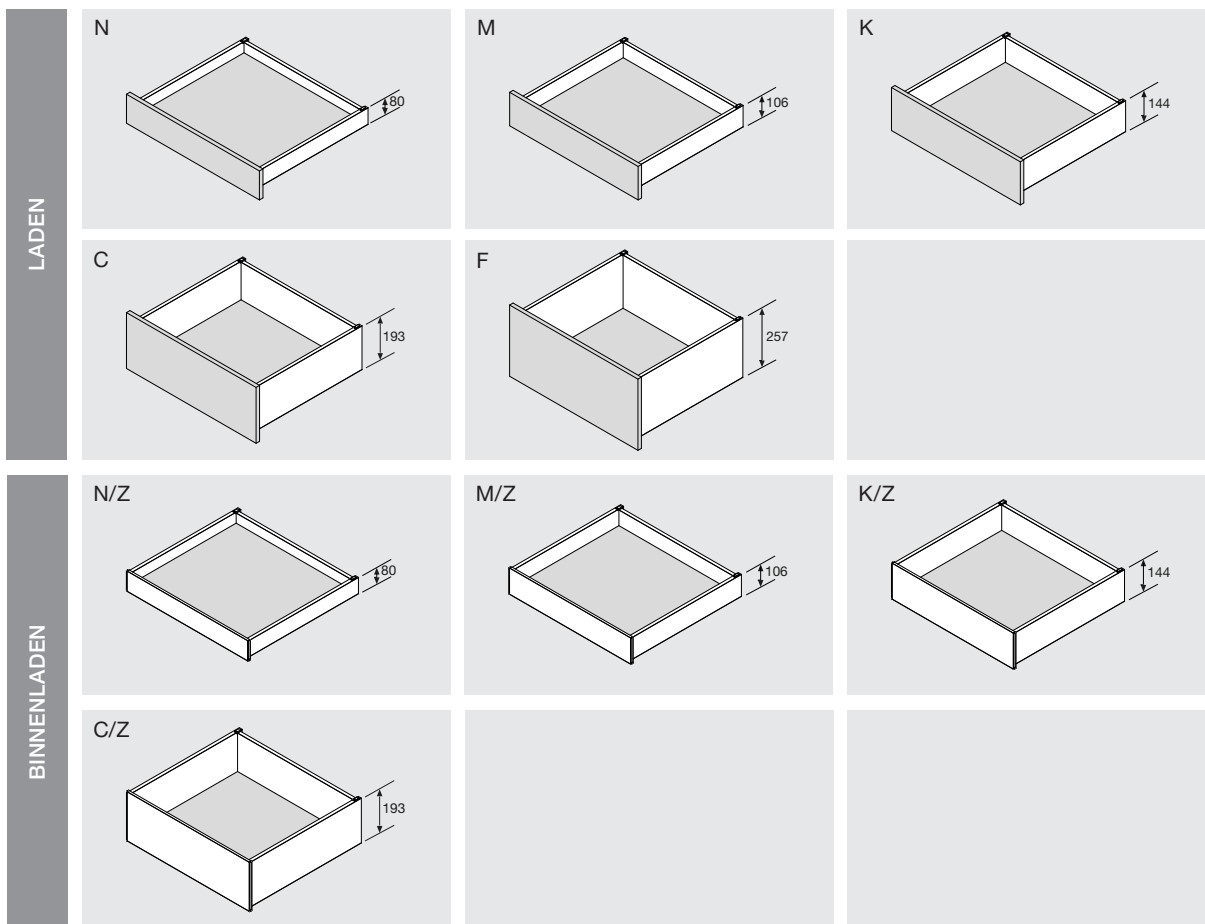 LADEN
N
80
M
106
K
144
C
193
F
257
BINNENLADEN
N/Z
80
M/Z
106
K/Z
144
C/Z
193